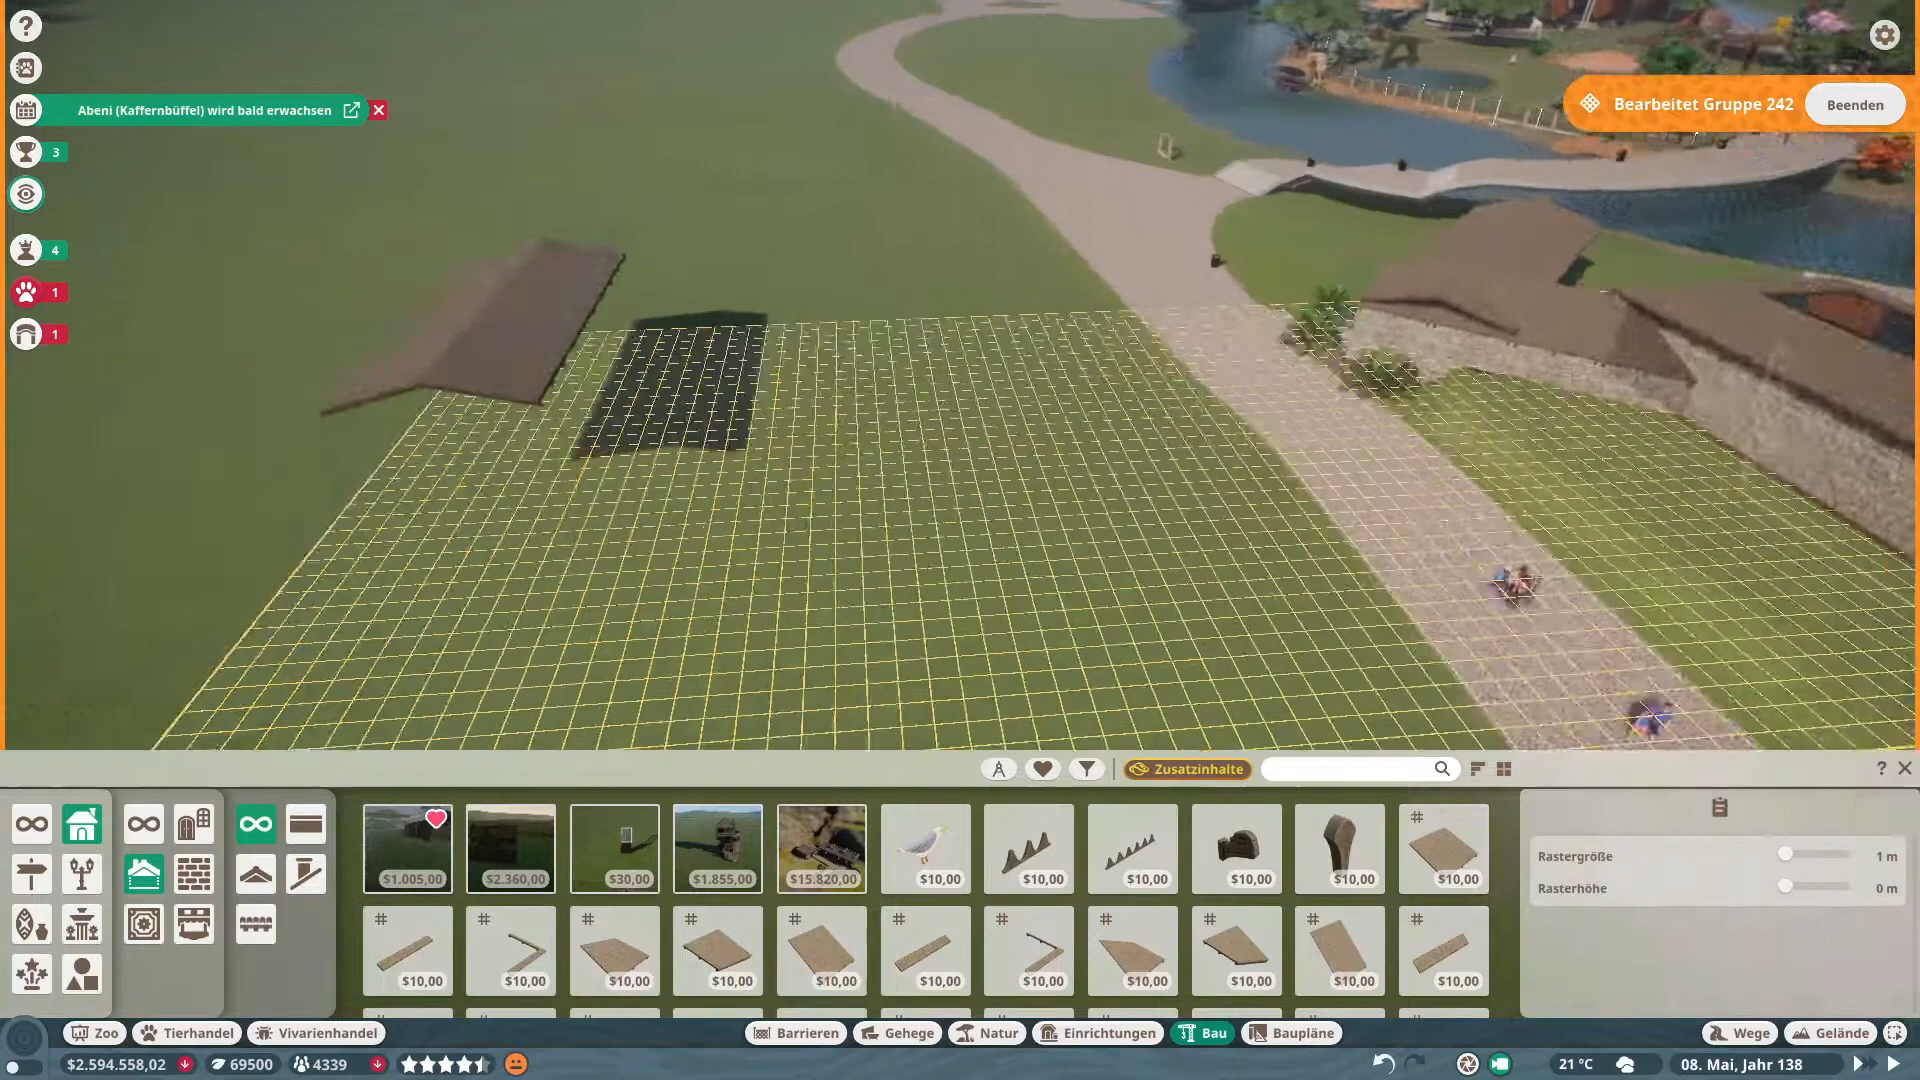 ?
Abeni (Kaffernbüffel) wird bald erwachsen
Bearbeitet Gruppe 242
Beenden
3
4
1
1
Zusatzinhalte
?
$1.005,00
$2.360,00
$30,00
$1.855,00
$15.820,00
$10,00
$10,00
$10,00
$10,00
$10,00
#
$10,00
#
$10,00
#
$10,00
#
$10,00
#
$10,00
#
$10,00
#
$10,00
#
$10,00
#
$10,00
#
$10,00
#
$10,00
#
$10,00
Rastergröße
1 m
Rasterhöhe
0 m
Zoo
Tierhandel
Vivarienhandel
Barrieren
Gehege
Natur
Einrichtungen
Bau
Baupläne
Wege
Gelände
$2.594.558,02
69500
4339
21 °C
08. Mai, Jahr 138